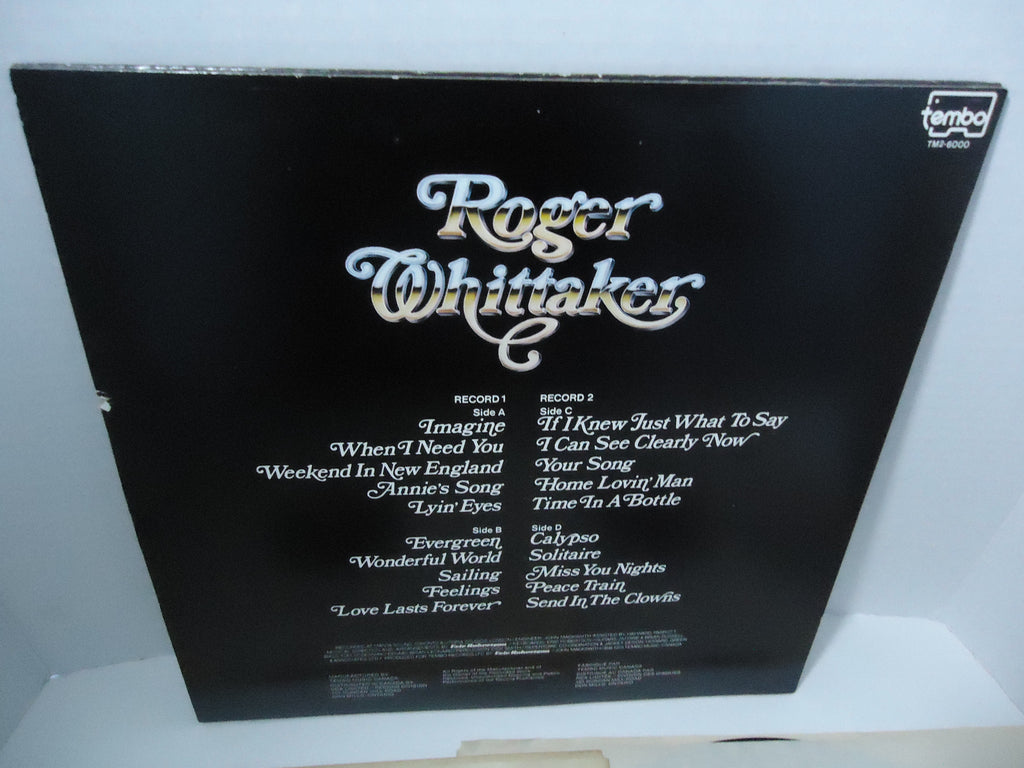 tembo
TM2-6000
Roger
Whittaker
RECORD 1
Side A
Imagine
When I Need You
Weekend In New England
Annie's Song
Lyin' Eyes
Side B
Evergreen
Wonderful World
Sailing
Feelings
Love Lasts Forever
RECORD 2
Side C
If I Knew Just What To Say
I Can See Clearly Now
Your Song
Home Lovin' Man
Time In A Bottle
Side D
Calypso
Solitaire
Miss You Nights
Peace Train
Send In The Clowns